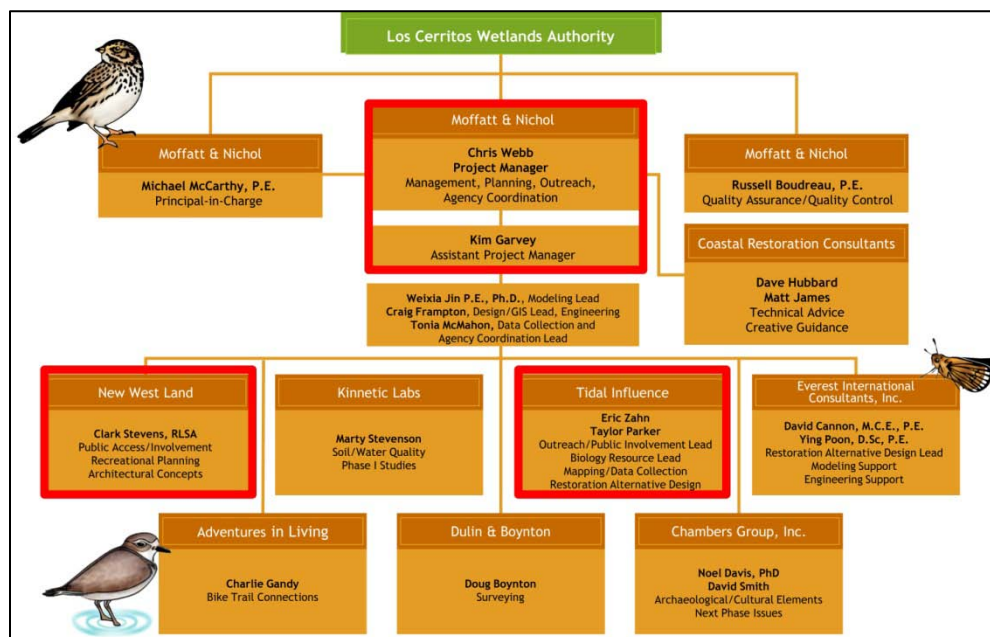 Los Cerritos Wetlands Authority
Moffatt & Nichol
Michael McCarthy, P.E.
Principal-in-Charge
Moffatt & Nichol
Chris Webb
Project Manager
Management, Planning, Outreach,
Agency Coordination
Kim Garvey
Assistant Project Manager
Moffatt & Nichol
Russell Boudreau, P.E.
Quality Assurance/Quality Control
Coastal Restoration Consultants
Dave Hubbard
Matt James
Technical Advice
Creative Guidance
Weixia Jin P.E., Ph.D., Modeling Lead
Craig Frampton, Design/GIS Lead, Engineering
Tonia McMahon, Data Collection and
Agency Coordination Lead
New West Land
Clark Stevens, RLSA
Public Access/Involvement
Recreational Planning
Architectural Concepts
Kinnetic Labs
Marty Stevenson
Soil/Water Quality
Phase I Studies
Tidal Influence
Eric Zahn
Taylor Parker
Outreach/Public Involvement Lead
Biology Resource Lead
Mapping/Data Collection
Restoration Alternative Design
Everest International
Consultants, Inc.
David Cannon, M.C.E., P.E.
Ying Poon, D.Sc, P.E.
Restoration Alternative Design Lead
Modeling Support
Engineering Support
Adventures in Living
Charlie Gandy
Bike Trail Connections
Dulin & Boynton
Doug Boynton
Surveying
Chambers Group, Inc.
Noel Davis, PhD
David Smith
Archaeological/Cultural Elements
Next Phase Issues